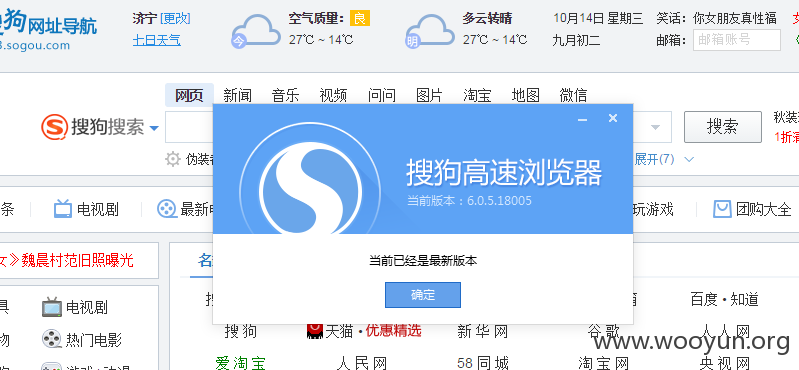 狗网址导航
济宁 [更改]
空气质量：良
多云转晴
10月14日 星期三
笑话：你女朋友真性福
.sogou.com
七日天气
今
27℃ ~ 14℃
明
27℃ ~ 14℃
九月初二
邮箱：邮箱账号
网页 新闻 音乐 视频 问问 图片 淘宝 地图 微信
搜狗搜索
搜索
秋装
1折
伪装者
展开(7)
搜狗高速浏览器
当前版本：6.0.5.18005
条
电视剧
最新
玩游戏
团购大全
当前已经是最新版本
确定
魏晨村范旧照曝光
名
电视剧
百度·知道
搜狗
天猫·优惠精选
新华网
谷歌
人人网
热门电影
爱淘宝
人民网
58同城
淘宝网
央视网
www.wooyun.org